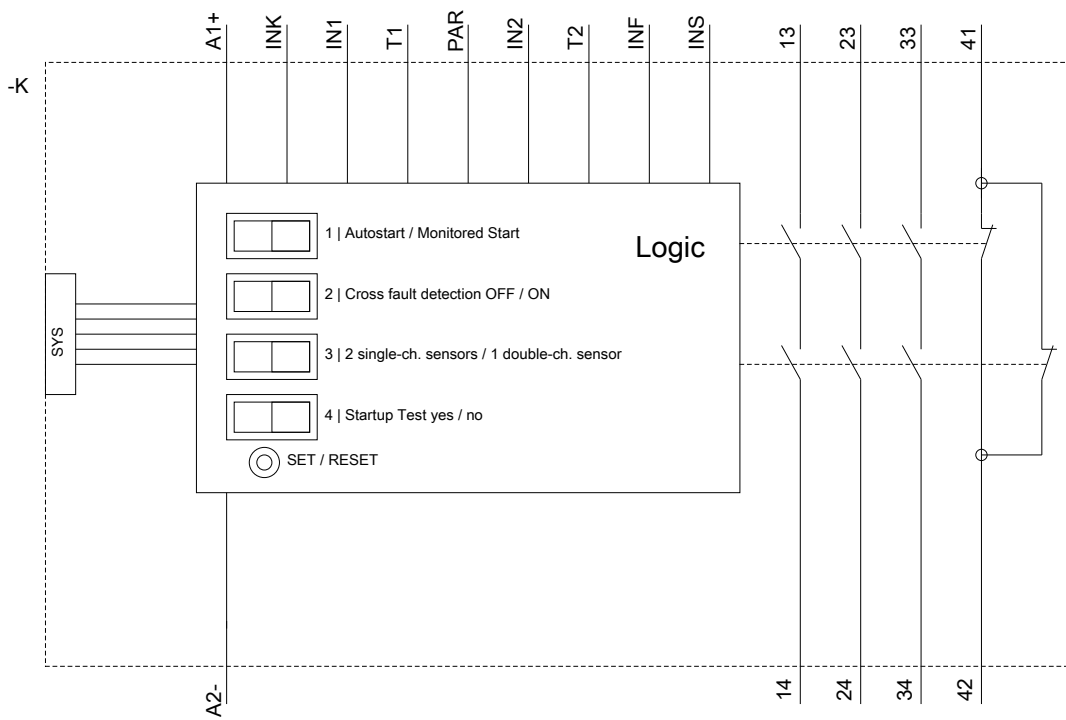 A1+
INK
IN1
T1
PAR
IN2
T2
INF
INS
13
23
33
41
-K
1 | Autostart / Monitored Start
Logic
2 | Cross fault detection OFF / ON
SYS
3 | 2 single-ch. sensors / 1 double-ch. sensor
4 | Startup Test yes / no
SET / RESET
A2-
14
24
34
42